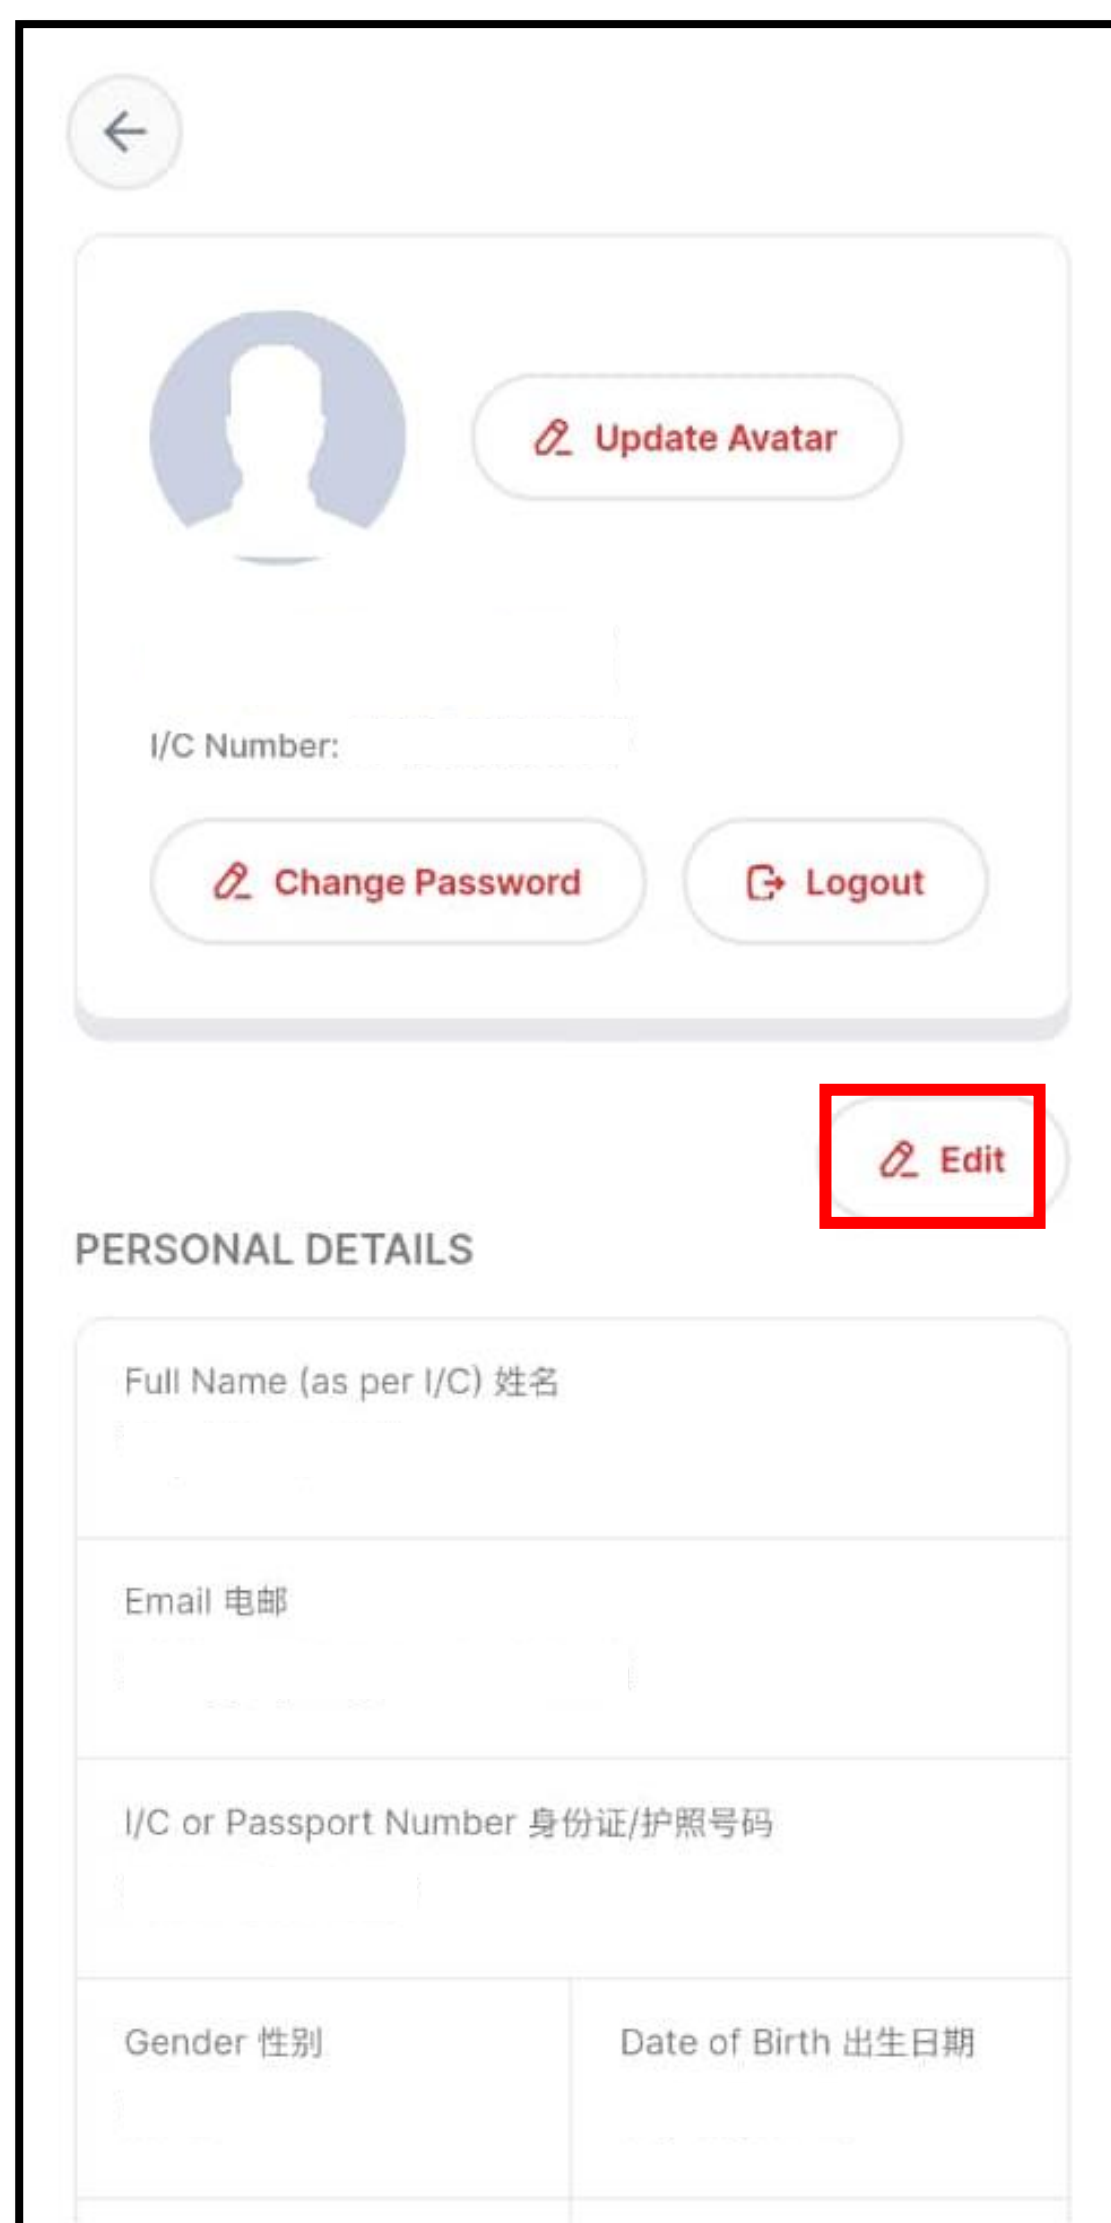 Update Avatar
I/C Number:
Change Password
Logout
Edit
PERSONAL DETAILS
Full Name (as per I/C) 姓名
Email 电邮
I/C or Passport Number 身份证/护照号码
Gender 性别
Date of Birth 出生日期